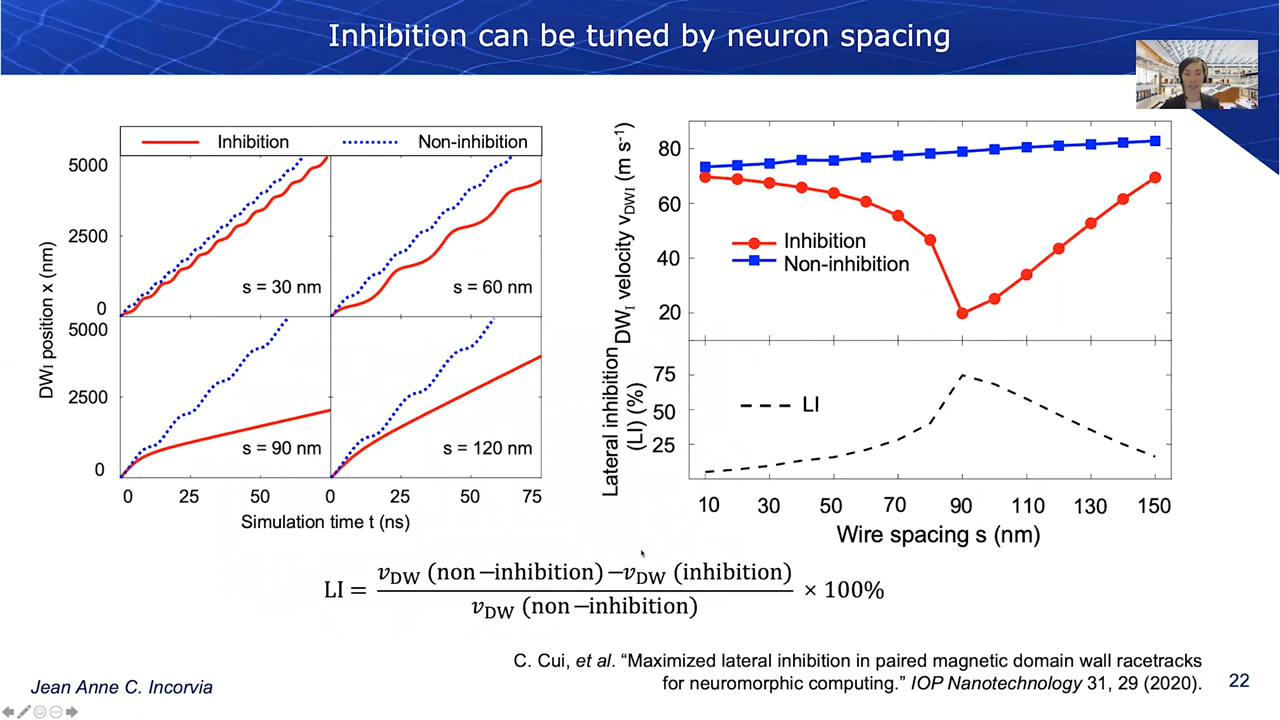 Inhibition can be tuned by neuron spacing
Inhibition
Non-inhibition
5000
2500
0
s = 30 nm
s = 60 nm
5000
2500
0
s = 90 nm
s = 120 nm
DWI position x (nm)
0 25 50 0 25 50 75
Simulation time t (ns)
DWI velocity vDWI (m s-1)
80
60
40
20
Inhibition
Non-inhibition
Lateral inhibition
(LI) (%)
75
50
25
LI
10 30 50 70 90 110 130 150
Wire spacing s (nm)
LI = vDW (non−inhibition)−vDW (inhibition) / vDW (non−inhibition) × 100%
C. Cui, et al. “Maximized lateral inhibition in paired magnetic domain wall racetracks
for neuromorphic computing.” IOP Nanotechnology 31, 29 (2020).
Jean Anne C. Incorvia
22